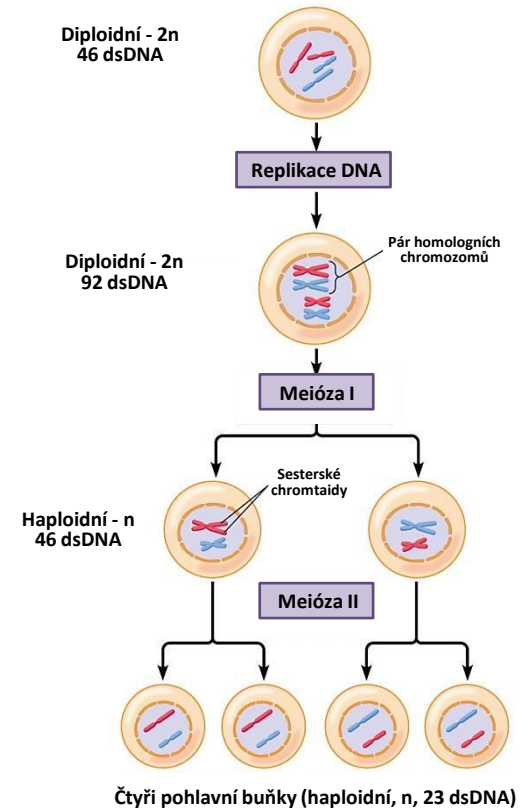 Diploidní - 2n
46 dsDNA
Replikace DNA
Pár homologních
chromozomů
Diploidní - 2n
92 dsDNA
Meióza I
Sesterské
chromtaidy
Haploidní - n
46 dsDNA
Meióza II
Čtyři pohlavní buňky (haploidní, n, 23 dsDNA)